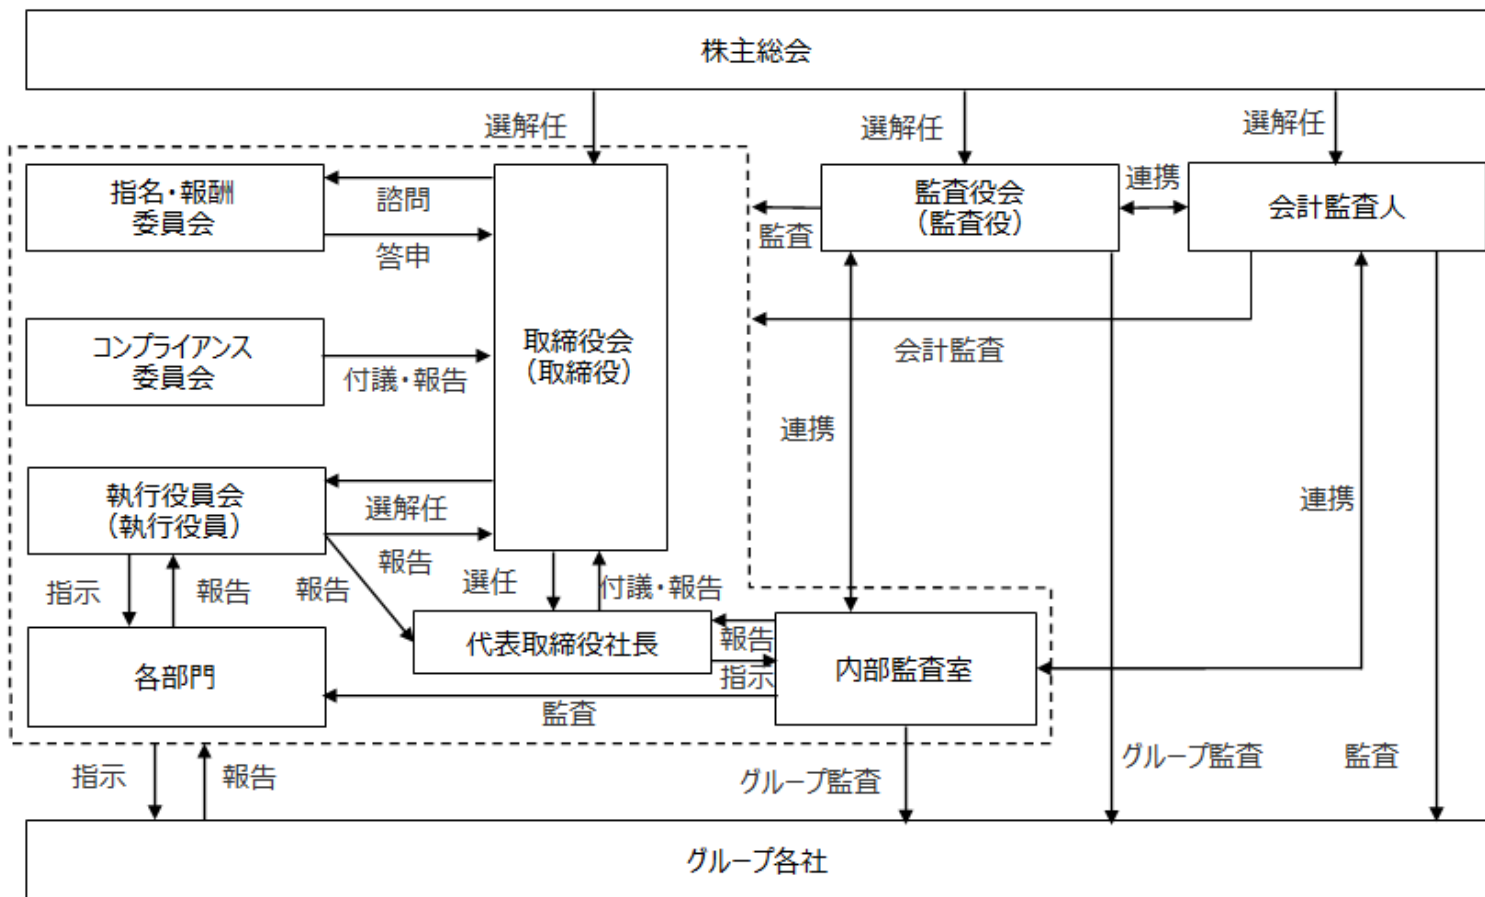 株主総会
選解任
選解任
選解任
指名・報酬
委員会
諮問
答申
取締役会
（取締役）
監査役会
（監査役）
監査
連携
会計監査人
コンプライアンス
委員会
付議・報告
会計監査
連携
連携
執行役員会
（執行役員）
選解任
報告
報告
指示
報告
選任
付議・報告
代表取締役社長
報告
指示
内部監査室
各部門
監査
指示
報告
グループ監査
グループ監査
監査
グループ各社